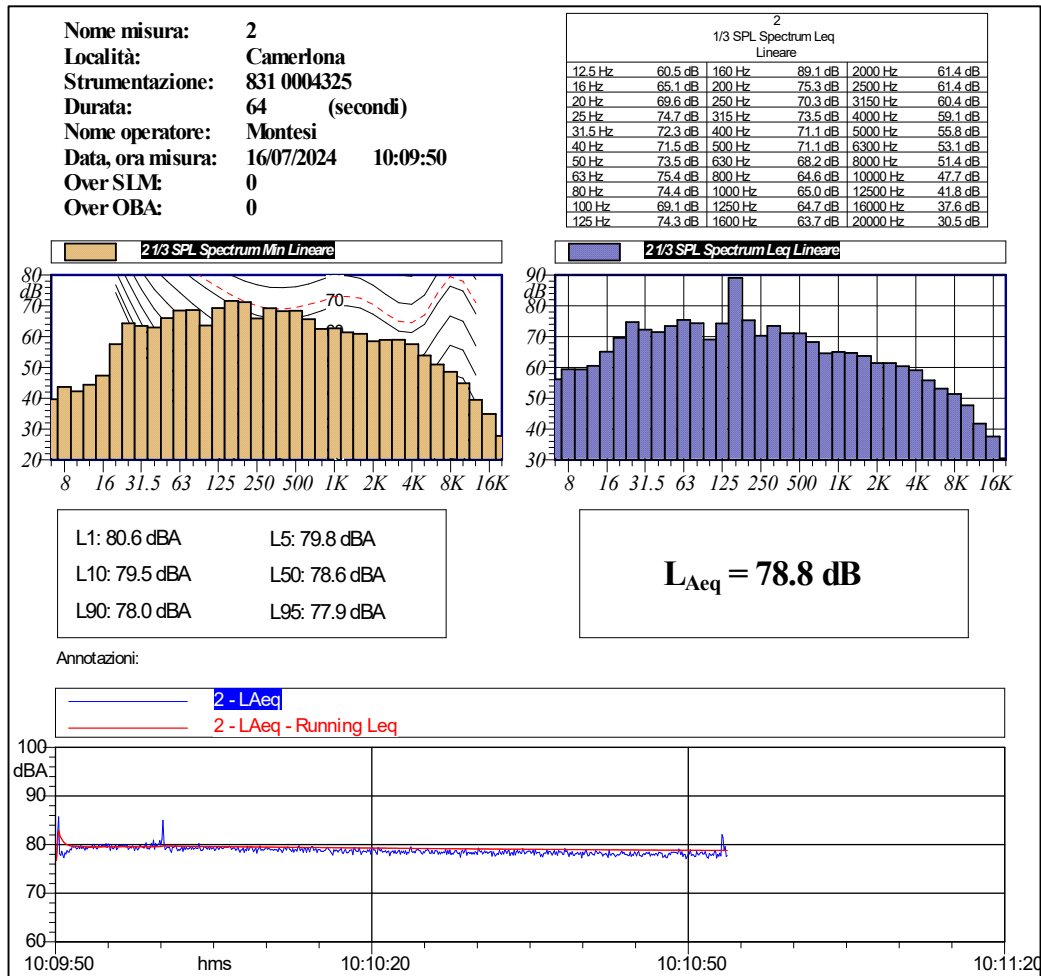 Nome misura: 2
Località: Camerlona
Strumentazione: 831 0004325
Durata: 64 (secondi)
Nome operatore: Montesi
Data, ora misura: 16/07/2024 10:09:50
Over SLM: 0
Over OBA: 0
2
1/3 SPL Spectrum Leq
Lineare
12.5 Hz 60.5 dB 160 Hz 89.1 dB 2000 Hz 61.4 dB
16 Hz 65.1 dB 200 Hz 75.3 dB 2500 Hz 61.4 dB
20 Hz 69.6 dB 250 Hz 70.3 dB 3150 Hz 60.4 dB
25 Hz 74.7 dB 315 Hz 73.5 dB 4000 Hz 59.1 dB
31.5 Hz 72.3 dB 400 Hz 71.1 dB 5000 Hz 55.8 dB
40 Hz 71.5 dB 500 Hz 71.1 dB 6300 Hz 53.1 dB
50 Hz 73.5 dB 630 Hz 68.2 dB 8000 Hz 51.4 dB
63 Hz 75.4 dB 800 Hz 64.6 dB 10000 Hz 47.7 dB
80 Hz 74.4 dB 1000 Hz 65.0 dB 12500 Hz 41.8 dB
100 Hz 69.1 dB 1250 Hz 64.7 dB 16000 Hz 37.6 dB
125 Hz 74.3 dB 1600 Hz 63.7 dB 20000 Hz 30.5 dB
2 1/3 SPL Spectrum Min Lineare
80
dB
70
60
50
40
30
20
70
8 16 31.5 63 125 250 500 1K 2K 4K 8K 16K
2 1/3 SPL Spectrum Leq Lineare
90
dB
80
70
60
50
40
30
8 16 31.5 63 125 250 500 1K 2K 4K 8K 16K
L1: 80.6 dBA L5: 79.8 dBA
L10: 79.5 dBA L50: 78.6 dBA
L90: 78.0 dBA L95: 77.9 dBA
LAeq = 78.8 dB
Annotazioni:
2 - LAeq
2 - LAeq - Running Leq
100
dBA
90
80
70
60
10:09:50 hms 10:10:20 10:10:50 10:11:20